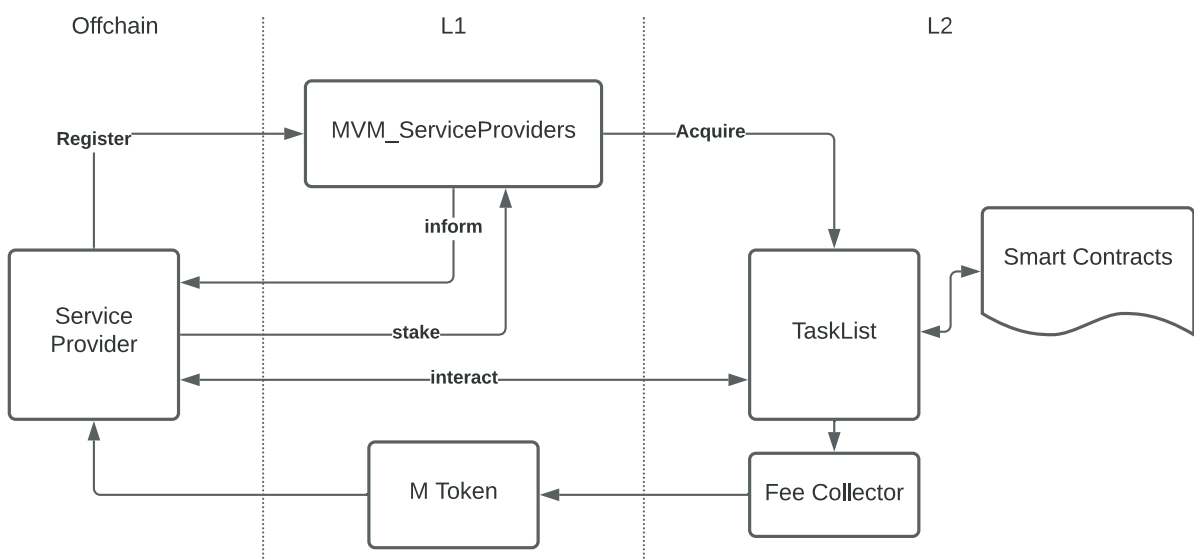 Offchain
L1
L2
MVM_ServiceProviders
Register
Acquire
inform
Smart Contracts
Service
Provider
TaskList
stake
interact
M Token
Fee Collector